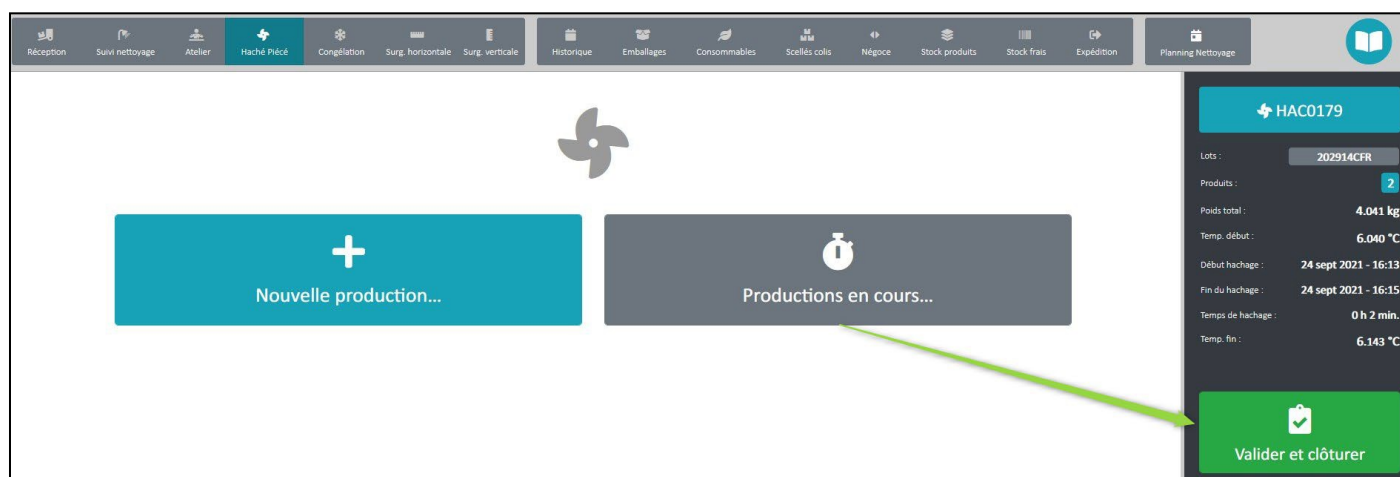 Réception Suivi nettoyage Atelier Haché Piécé Congélation Surg. horizontale Surg. verticale Historique Emballages Consommables Scellés colis Négoce Stock produits Stock frais Expédition Planning Nettoyage
HAC0179
Lots : 202914CFR
Produits : 2
Poids total : 4.041 kg
Temp. début : 6.040 °C
Début hachage : 24 sept 2021 - 16:13
Fin du hachage : 24 sept 2021 - 16:15
Temps de hachage : 0 h 2 min.
Temp. fin : 6.143 °C
Nouvelle production...
Productions en cours...
Valider et clôturer